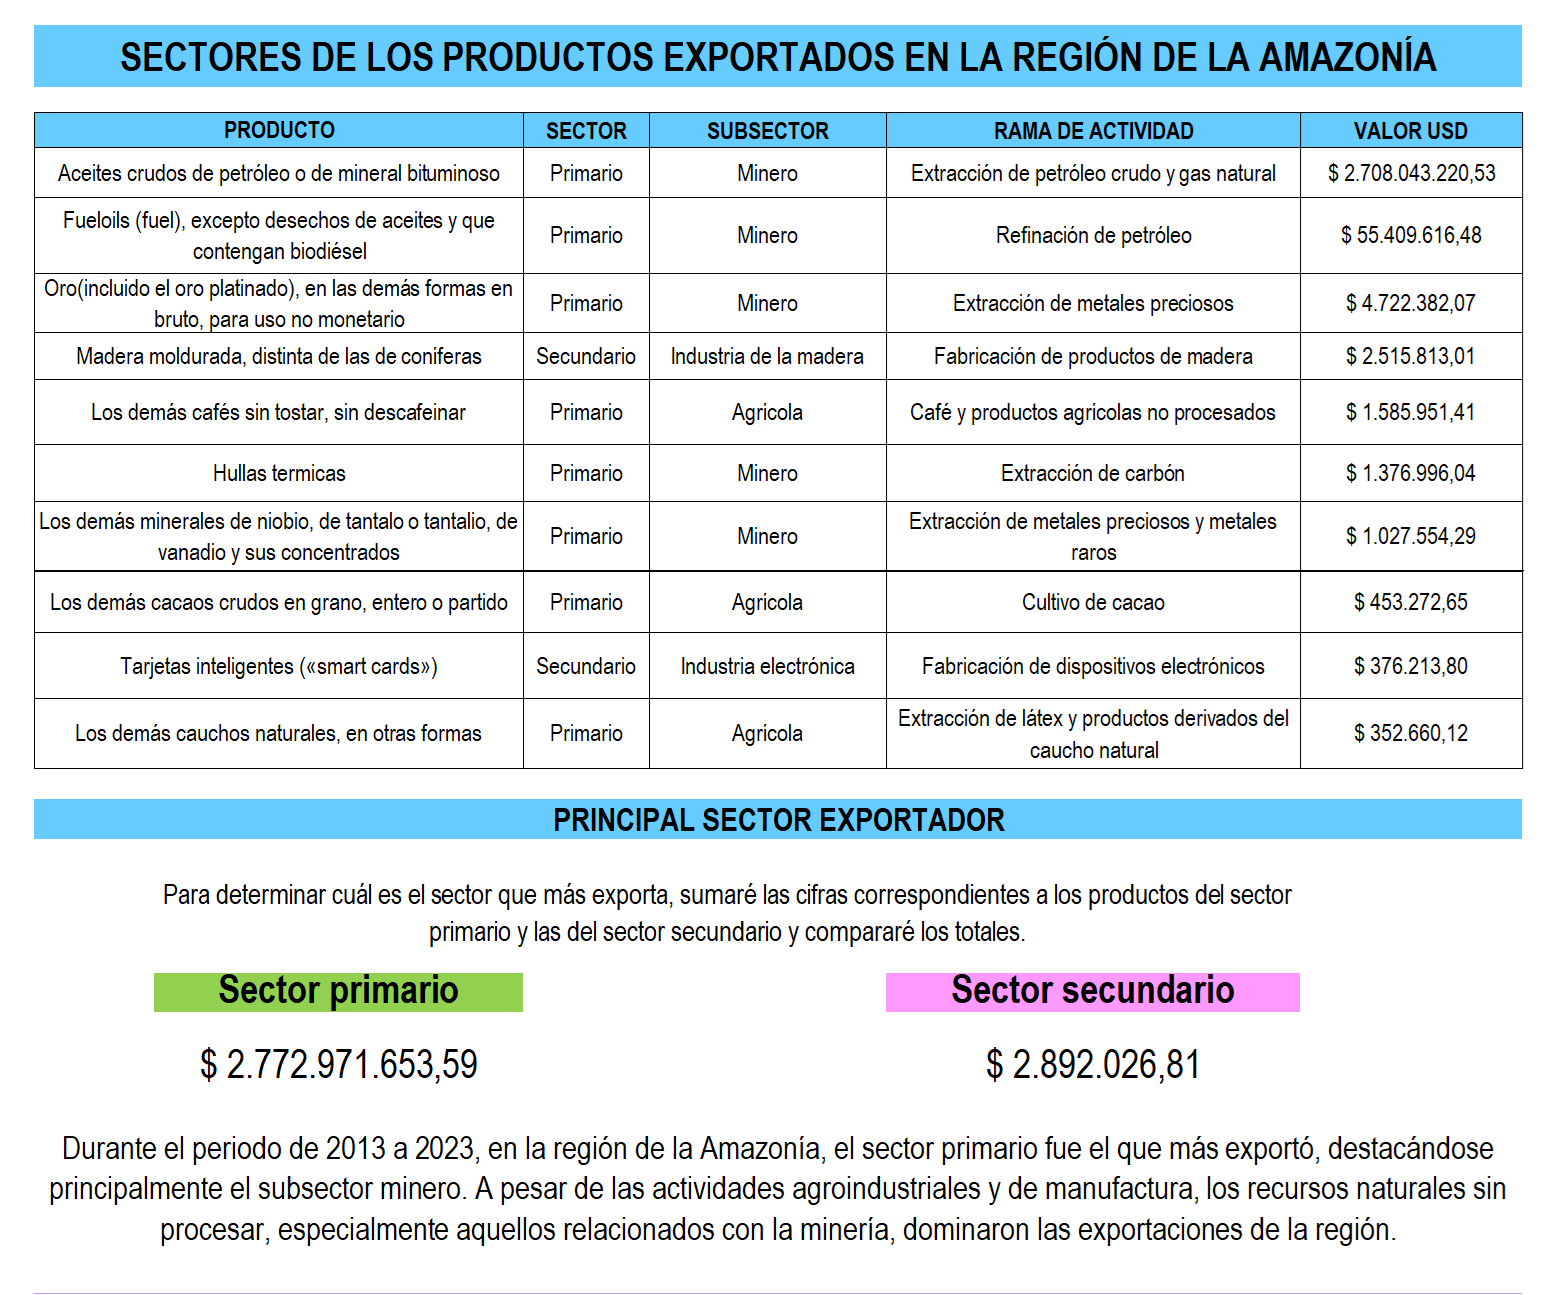 SECTORES DE LOS PRODUCTOS EXPORTADOS EN LA REGIÓN DE LA AMAZONÍA
PRODUCTO SECTOR SUBSECTOR RAMA DE ACTIVIDAD VALOR USD
Aceites crudos de petróleo o de mineral bituminoso Primario Minero Extracción de petróleo crudo y gas natural $ 2.708.043.220,53
Fueloils (fuel), excepto desechos de aceites y que
contengan biodiésel Primario Minero Refinación de petróleo $ 55.409.616,48
Oro(incluido el oro platinado), en las demás formas en
bruto, para uso no monetario Primario Minero Extracción de metales preciosos $ 4.722.382,07
Madera moldurada, distinta de las de coníferas Secundario Industria de la madera Fabricación de productos de madera $ 2.515.813,01
Los demás cafés sin tostar, sin descafeinar Primario Agrícola Café y productos agrícolas no procesados $ 1.585.951,41
Hullas termicas Primario Minero Extracción de carbón $ 1.376.996,04
Los demás minerales de niobio, de tantalo o tantalio, de
vanadio y sus concentrados Primario Minero Extracción de metales preciosos y metales
raros $ 1.027.554,29
Los demás cacaos crudos en grano, entero o partido Primario Agrícola Cultivo de cacao $ 453.272,65
Tarjetas inteligentes («smart cards») Secundario Industria electrónica Fabricación de dispositivos electrónicos $ 376.213,80
Los demás cauchos naturales, en otras formas Primario Agrícola Extracción de látex y productos derivados del
caucho natural $ 352.660,12
PRINCIPAL SECTOR EXPORTADOR
Para determinar cuál es el sector que más exporta, sumaré las cifras correspondientes a los productos del sector
primario y las del sector secundario y compararé los totales.
Sector primario Sector secundario
$ 2.772.971.653,59 $ 2.892.026,81
Durante el periodo de 2013 a 2023, en la región de la Amazonía, el sector primario fue el que más exportó, destacándose
principalmente el subsector minero. A pesar de las actividades agroindustriales y de manufactura, los recursos naturales sin
procesar, especialmente aquellos relacionados con la minería, dominaron las exportaciones de la región.